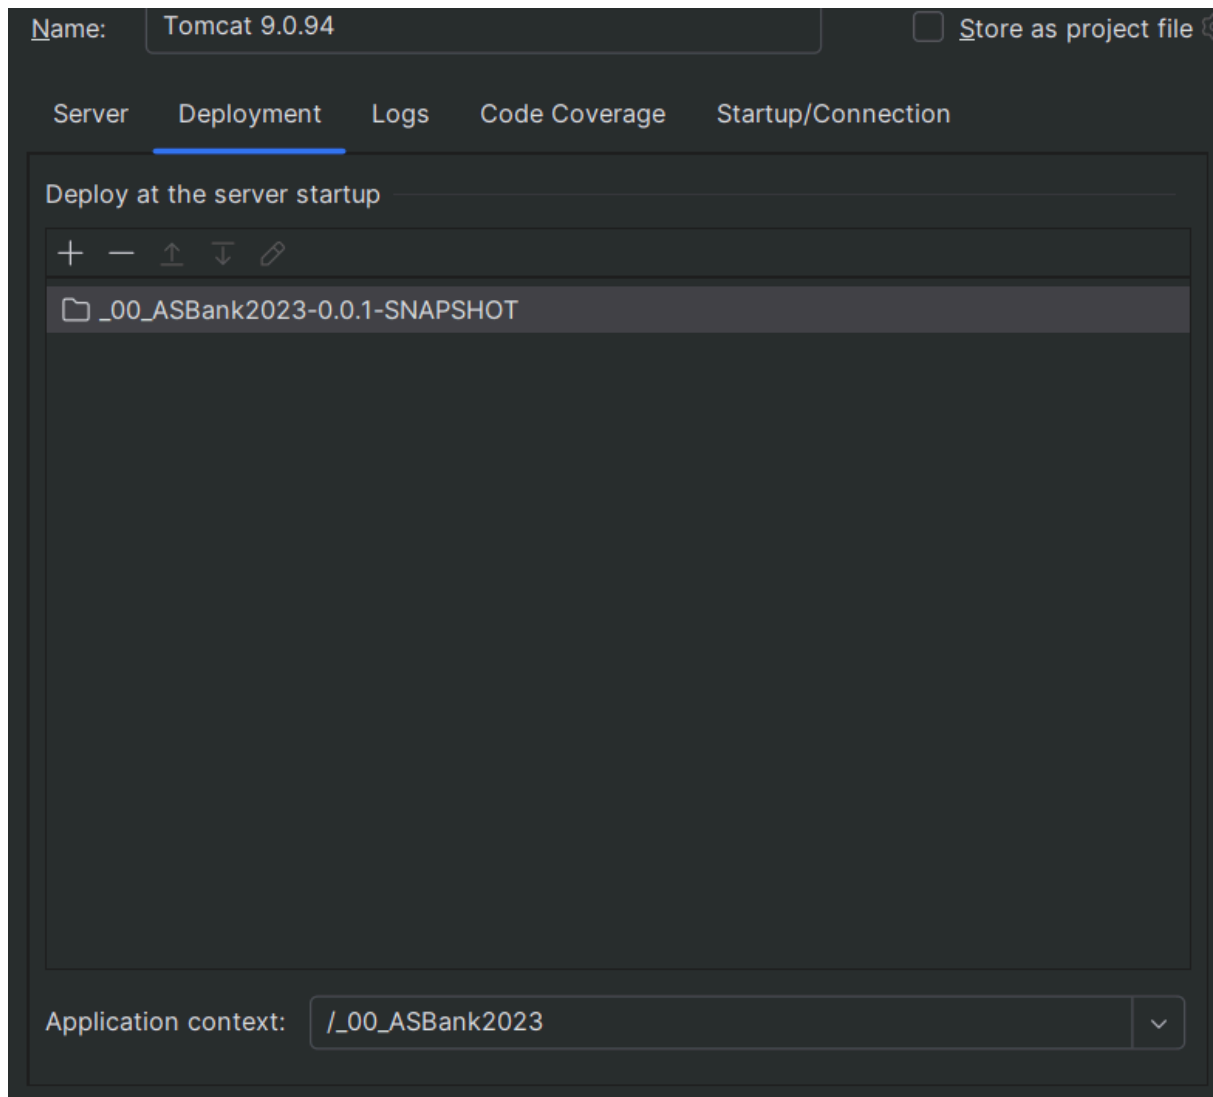 Name: Tomcat 9.0.94 Store as project file
Server Deployment Logs Code Coverage Startup/Connection
Deploy at the server startup
_00_ASBank2023-0.0.1-SNAPSHOT
Application context: /_00_ASBank2023